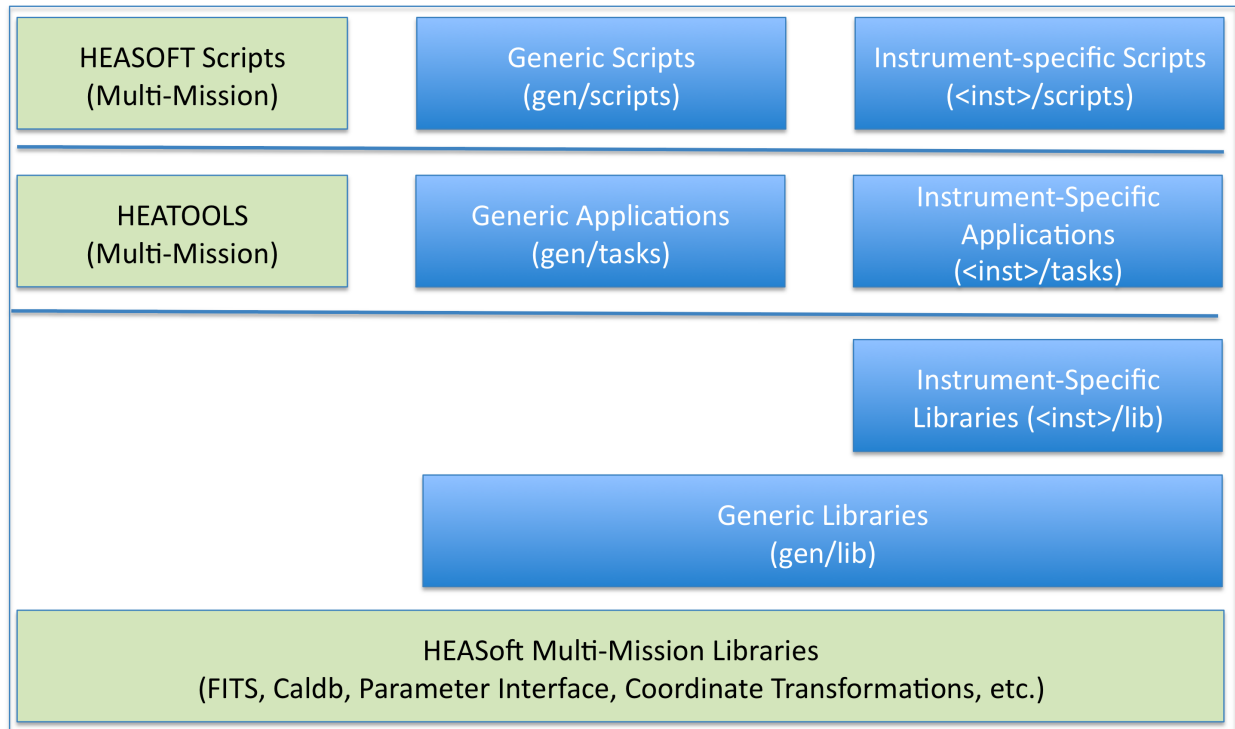 HEASOFT Scripts
(Multi-Mission)
Generic Scripts
(gen/scripts)
Instrument-specific Scripts
(<inst>/scripts)
HEATOOLS
(Multi-Mission)
Generic Applications
(gen/tasks)
Instrument-Specific
Applications
(<inst>/tasks)
Instrument-Specific
Libraries (<inst>/lib)
Generic Libraries
(gen/lib)
HEASoft Multi-Mission Libraries
(FITS, Caldb, Parameter Interface, Coordinate Transformations, etc.)